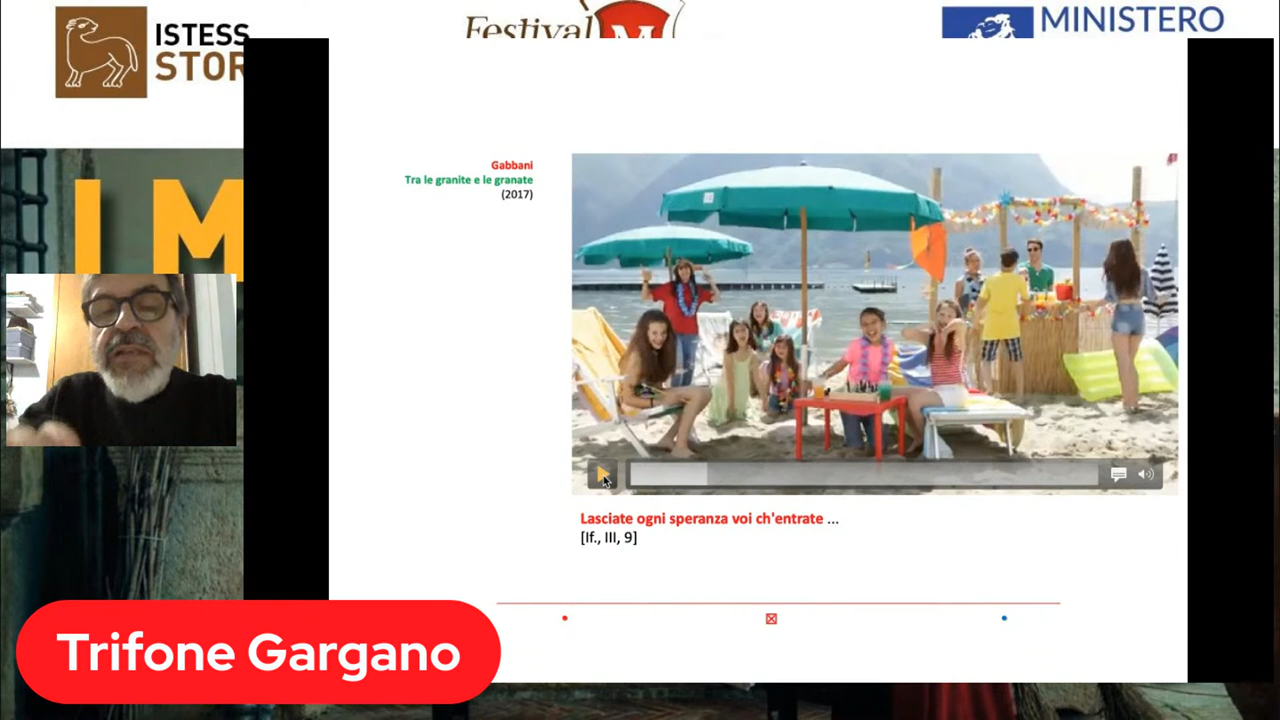 ISTESS
STOR
Festival
M
MINISTERO
I M
Gabbani
Tra le granite e le granate
(2017)
Lasciate ogni speranza voi ch'entrate ...
[If., III, 9]
Trifone Gargano